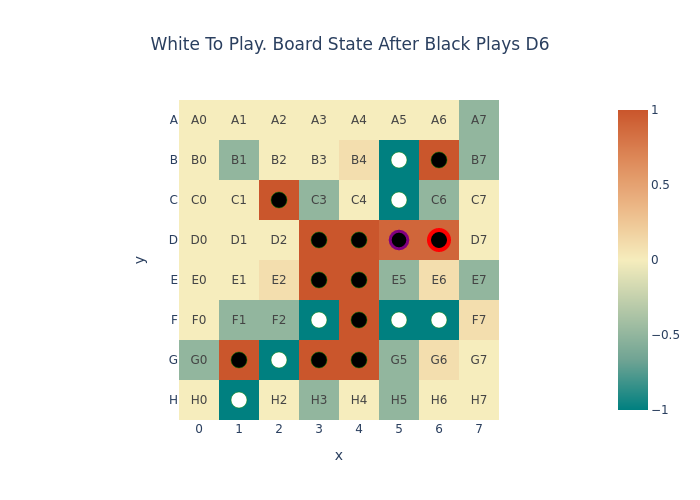 White To Play. Board State After Black Plays D6
A A0 A1 A2 A3 A4 A5 A6 A7
B B0 B1 B2 B3 B4 B7
C C0 C1 C3 C4 C6 C7
D D0 D1 D2 D7
E E0 E1 E2 E5 E6 E7
F F0 F1 F2 F7
G G0 G5 G6 G7
H H0 H2 H3 H4 H5 H6 H7
0 1 2 3 4 5 6 7
x
y
1
0.5
0
−0.5
−1